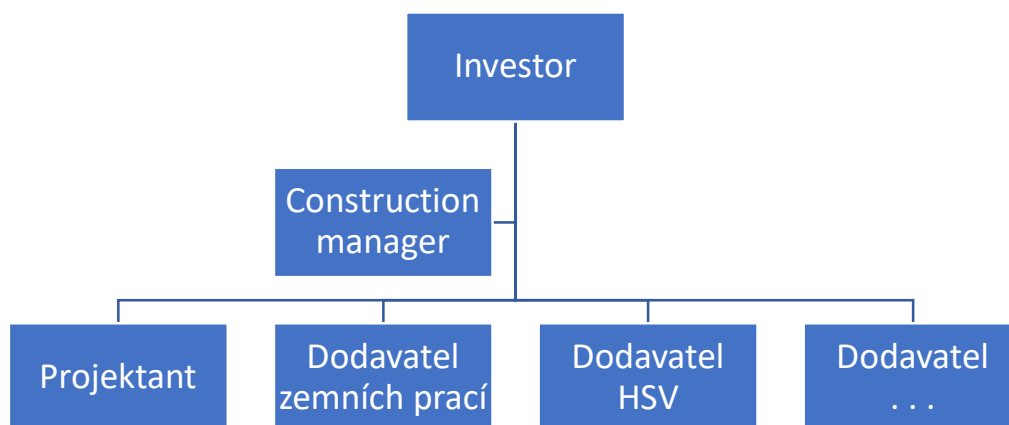 Investor
Construction
manager
Projektant
Dodavatel
zemních prací
Dodavatel
HSV
Dodavatel
. . .